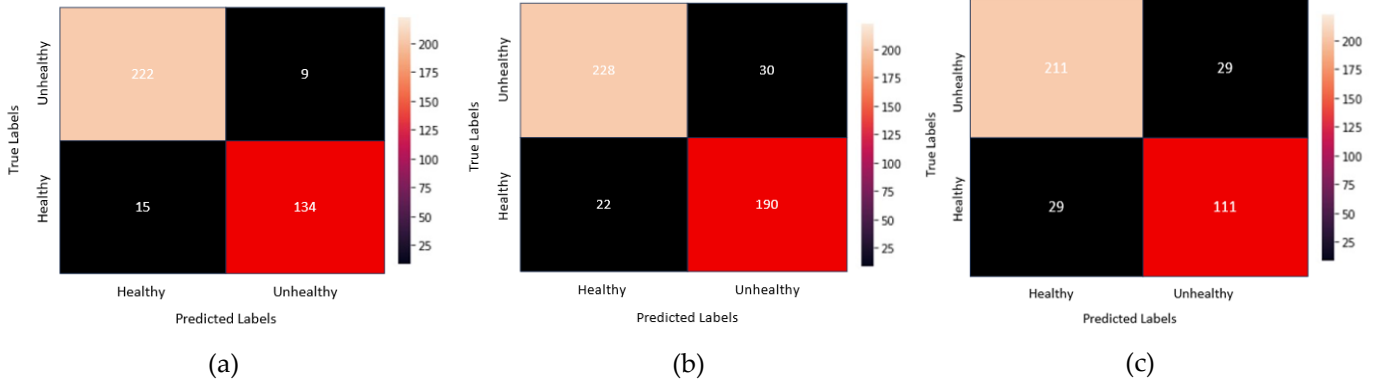 True Labels
Unhealthy
Healthy
222
9
15
134
200
175
150
125
100
75
50
25
Healthy
Unhealthy
Predicted Labels
(a)
True Labels
Unhealthy
Healthy
228
30
22
190
200
175
150
125
100
75
50
25
Healthy
Unhealthy
Predicted Labels
(b)
True Labels
Unhealthy
Healthy
211
29
29
111
200
175
150
125
100
75
50
25
Healthy
Unhealthy
Predicted Labels
(c)